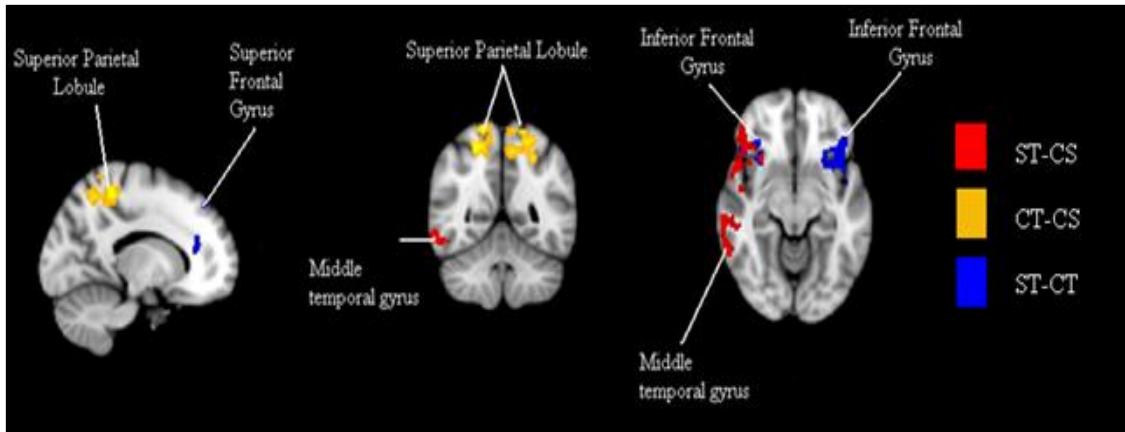 Superior Parietal
Lobule
Superior
Frontal
Gyrus
Superior Parietal Lobule
Middle
temporal gyrus
Inferior Frontal
Gyrus
Inferior Frontal
Gyrus
Middle
temporal gyrus
ST-CS
CT-CS
ST-CT